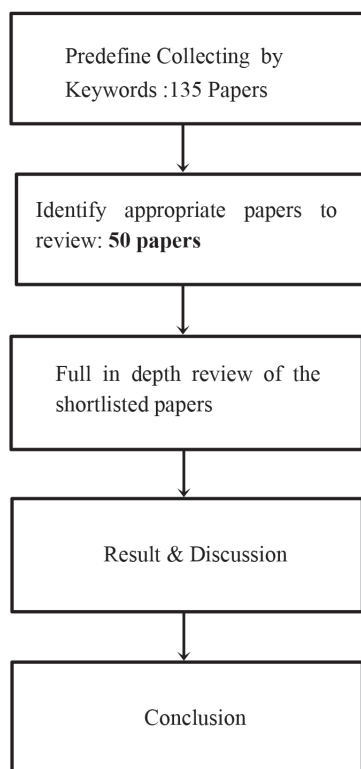 Predefine Collecting by
Keywords :135 Papers
Identify appropriate papers to
review: 50 papers
Full in depth review of the
shortlisted papers
Result & Discussion
Conclusion